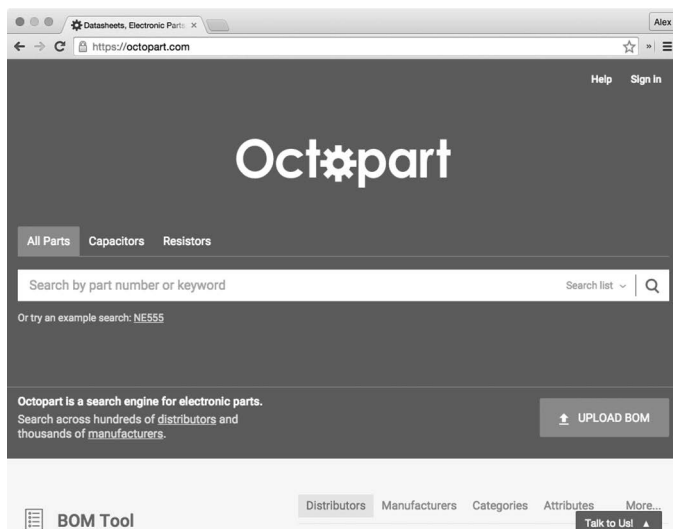 Datasheets, Electronic Parts
Alex
https://octopart.com
Help Sign in
Octopart
All Parts Capacitors Resistors
Search by part number or keyword Search list
Or try an example search: NE555
Octopart is a search engine for electronic parts.
Search across hundreds of distributors and
thousands of manufacturers.
UPLOAD BOM
Distributors Manufacturers Categories Attributes More...
BOM Tool
Talk to Us!